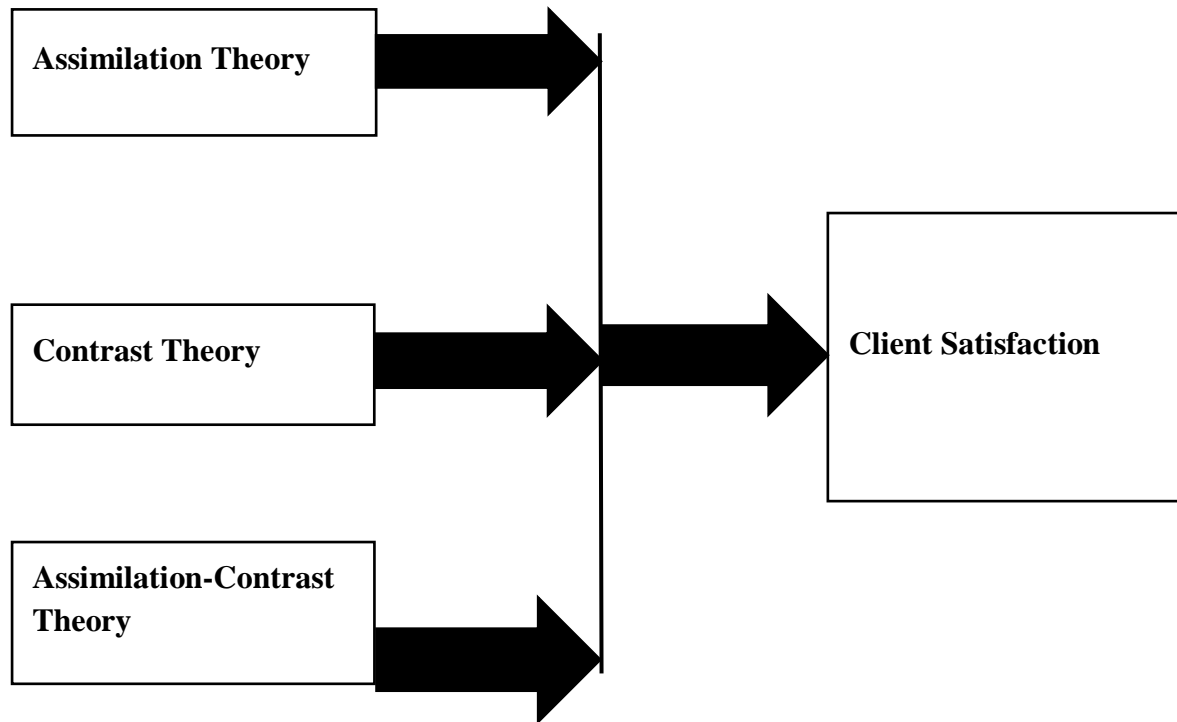 Assimilation Theory
Contrast Theory
Client Satisfaction
Assimilation-Contrast
Theory